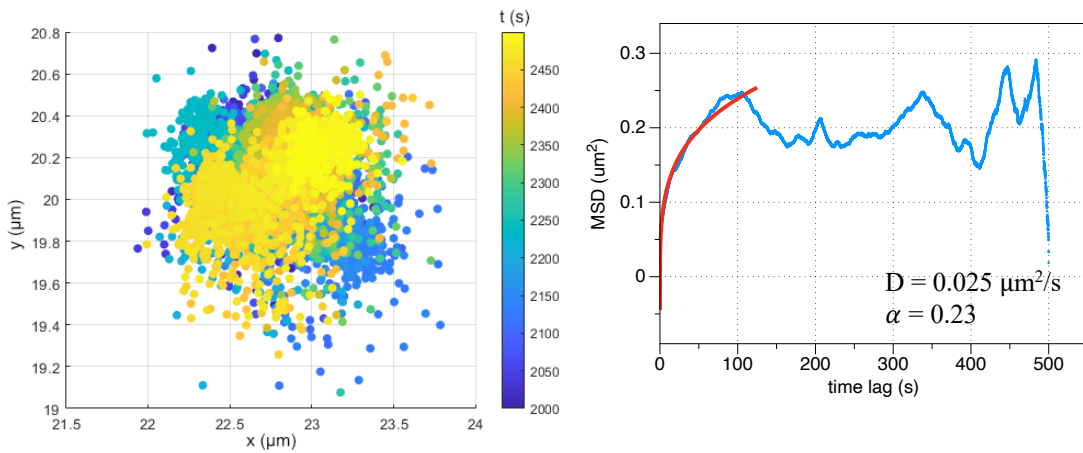 t (s)
20.8
20.6
20.4
20.2
20
19.8
19.6
19.4
19.2
19
y (µm)
21.5 22 22.5 23 23.5 24
x (µm)
2450
2400
2350
2300
2250
2200
2150
2100
2050
2000
0.3
0.2
0.1
0
MSD (um²)
D = 0.025 µm²/s
α = 0.23
0 100 200 300 400 500
time lag (s)